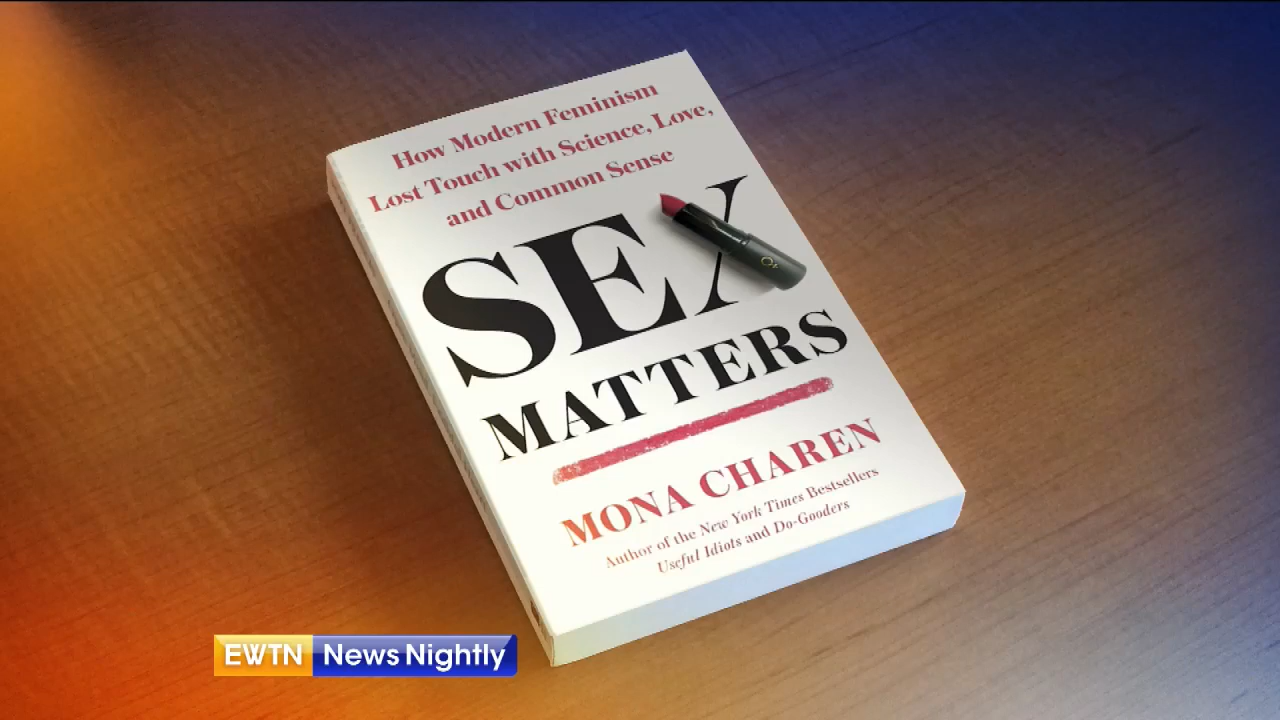 How Modern Feminism
Lost Touch with Science, Love,
and Common Sense
SEX
MATTERS
MONA CHAREN
Author of the New York Times Bestsellers
Useful Idiots and Do-Gooders
EWTN News Nightly